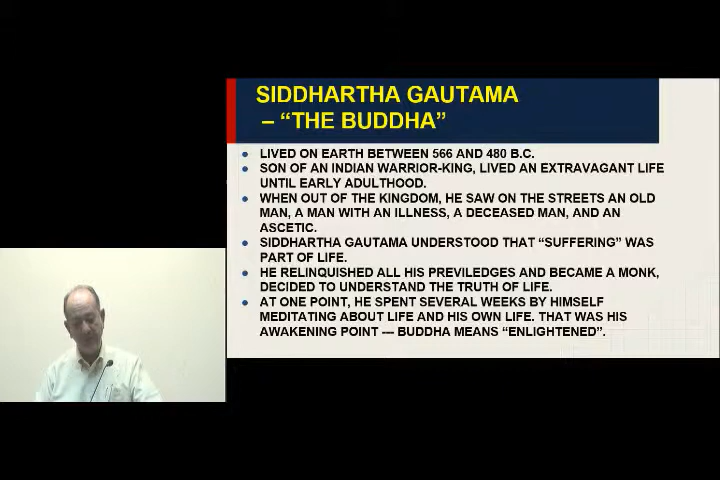 SIDDHARTHA GAUTAMA
– “THE BUDDHA”
LIVED ON EARTH BETWEEN 566 AND 480 B.C.
SON OF AN INDIAN WARRIOR-KING, LIVED AN EXTRAVAGANT LIFE
UNTIL EARLY ADULTHOOD.
WHEN OUT OF THE KINGDOM, HE SAW ON THE STREETS AN OLD
MAN, A MAN WITH AN ILLNESS, A DECEASED MAN, AND AN
ASCETIC.
SIDDHARTHA GAUTAMA UNDERSTOOD THAT “SUFFERING” WAS
PART OF LIFE.
HE RELINQUISHED ALL HIS PREVILEDGES AND BECAME A MONK,
DECIDED TO UNDERSTAND THE TRUTH OF LIFE.
AT ONE POINT, HE SPENT SEVERAL WEEKS BY HIMSELF
MEDITATING ABOUT LIFE AND HIS OWN LIFE. THAT WAS HIS
AWAKENING POINT --- BUDDHA MEANS “ENLIGHTENED”.